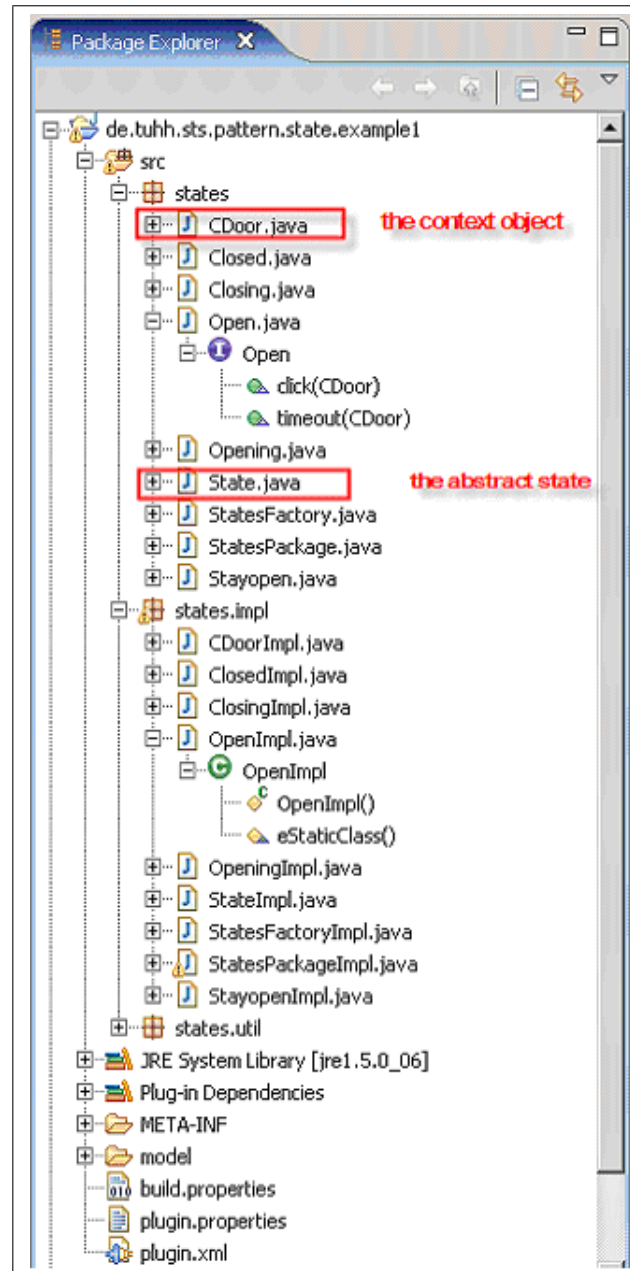 Package Explorer
de.tuhh.sts.pattern.state.example1
src
states
CDoor.java the context object
Closed.java
Closing.java
Open.java
Open
click(CDoor)
timeout(CDoor)
Opening.java
State.java the abstract state
StatesFactory.java
StatesPackage.java
Stayopen.java
states.impl
CDoorImpl.java
ClosedImpl.java
ClosingImpl.java
OpenImpl.java
OpenImpl
OpenImpl()
eStaticClass()
OpeningImpl.java
StateImpl.java
StatesFactoryImpl.java
StatesPackageImpl.java
StayopenImpl.java
states.util
JRE System Library [jre1.5.0_06]
Plug-in Dependencies
META-INF
model
build.properties
plugin.properties
plugin.xml